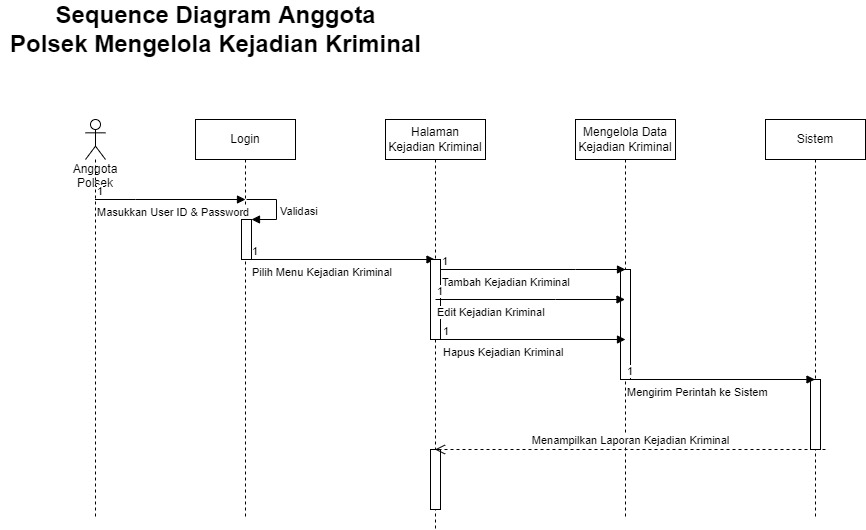 Sequence Diagram Anggota
Polsek Mengelola Kejadian Kriminal
Anggota
Polsek
Login
Halaman
Kejadian Kriminal
Mengelola Data
Kejadian Kriminal
Sistem
1
Masukkan User ID & Password
Validasi
1
Pilih Menu Kejadian Kriminal
1
Tambah Kejadian Kriminal
1
Edit Kejadian Kriminal
1
Hapus Kejadian Kriminal
1
Mengirim Perintah ke Sistem
Menampilkan Laporan Kejadian Kriminal